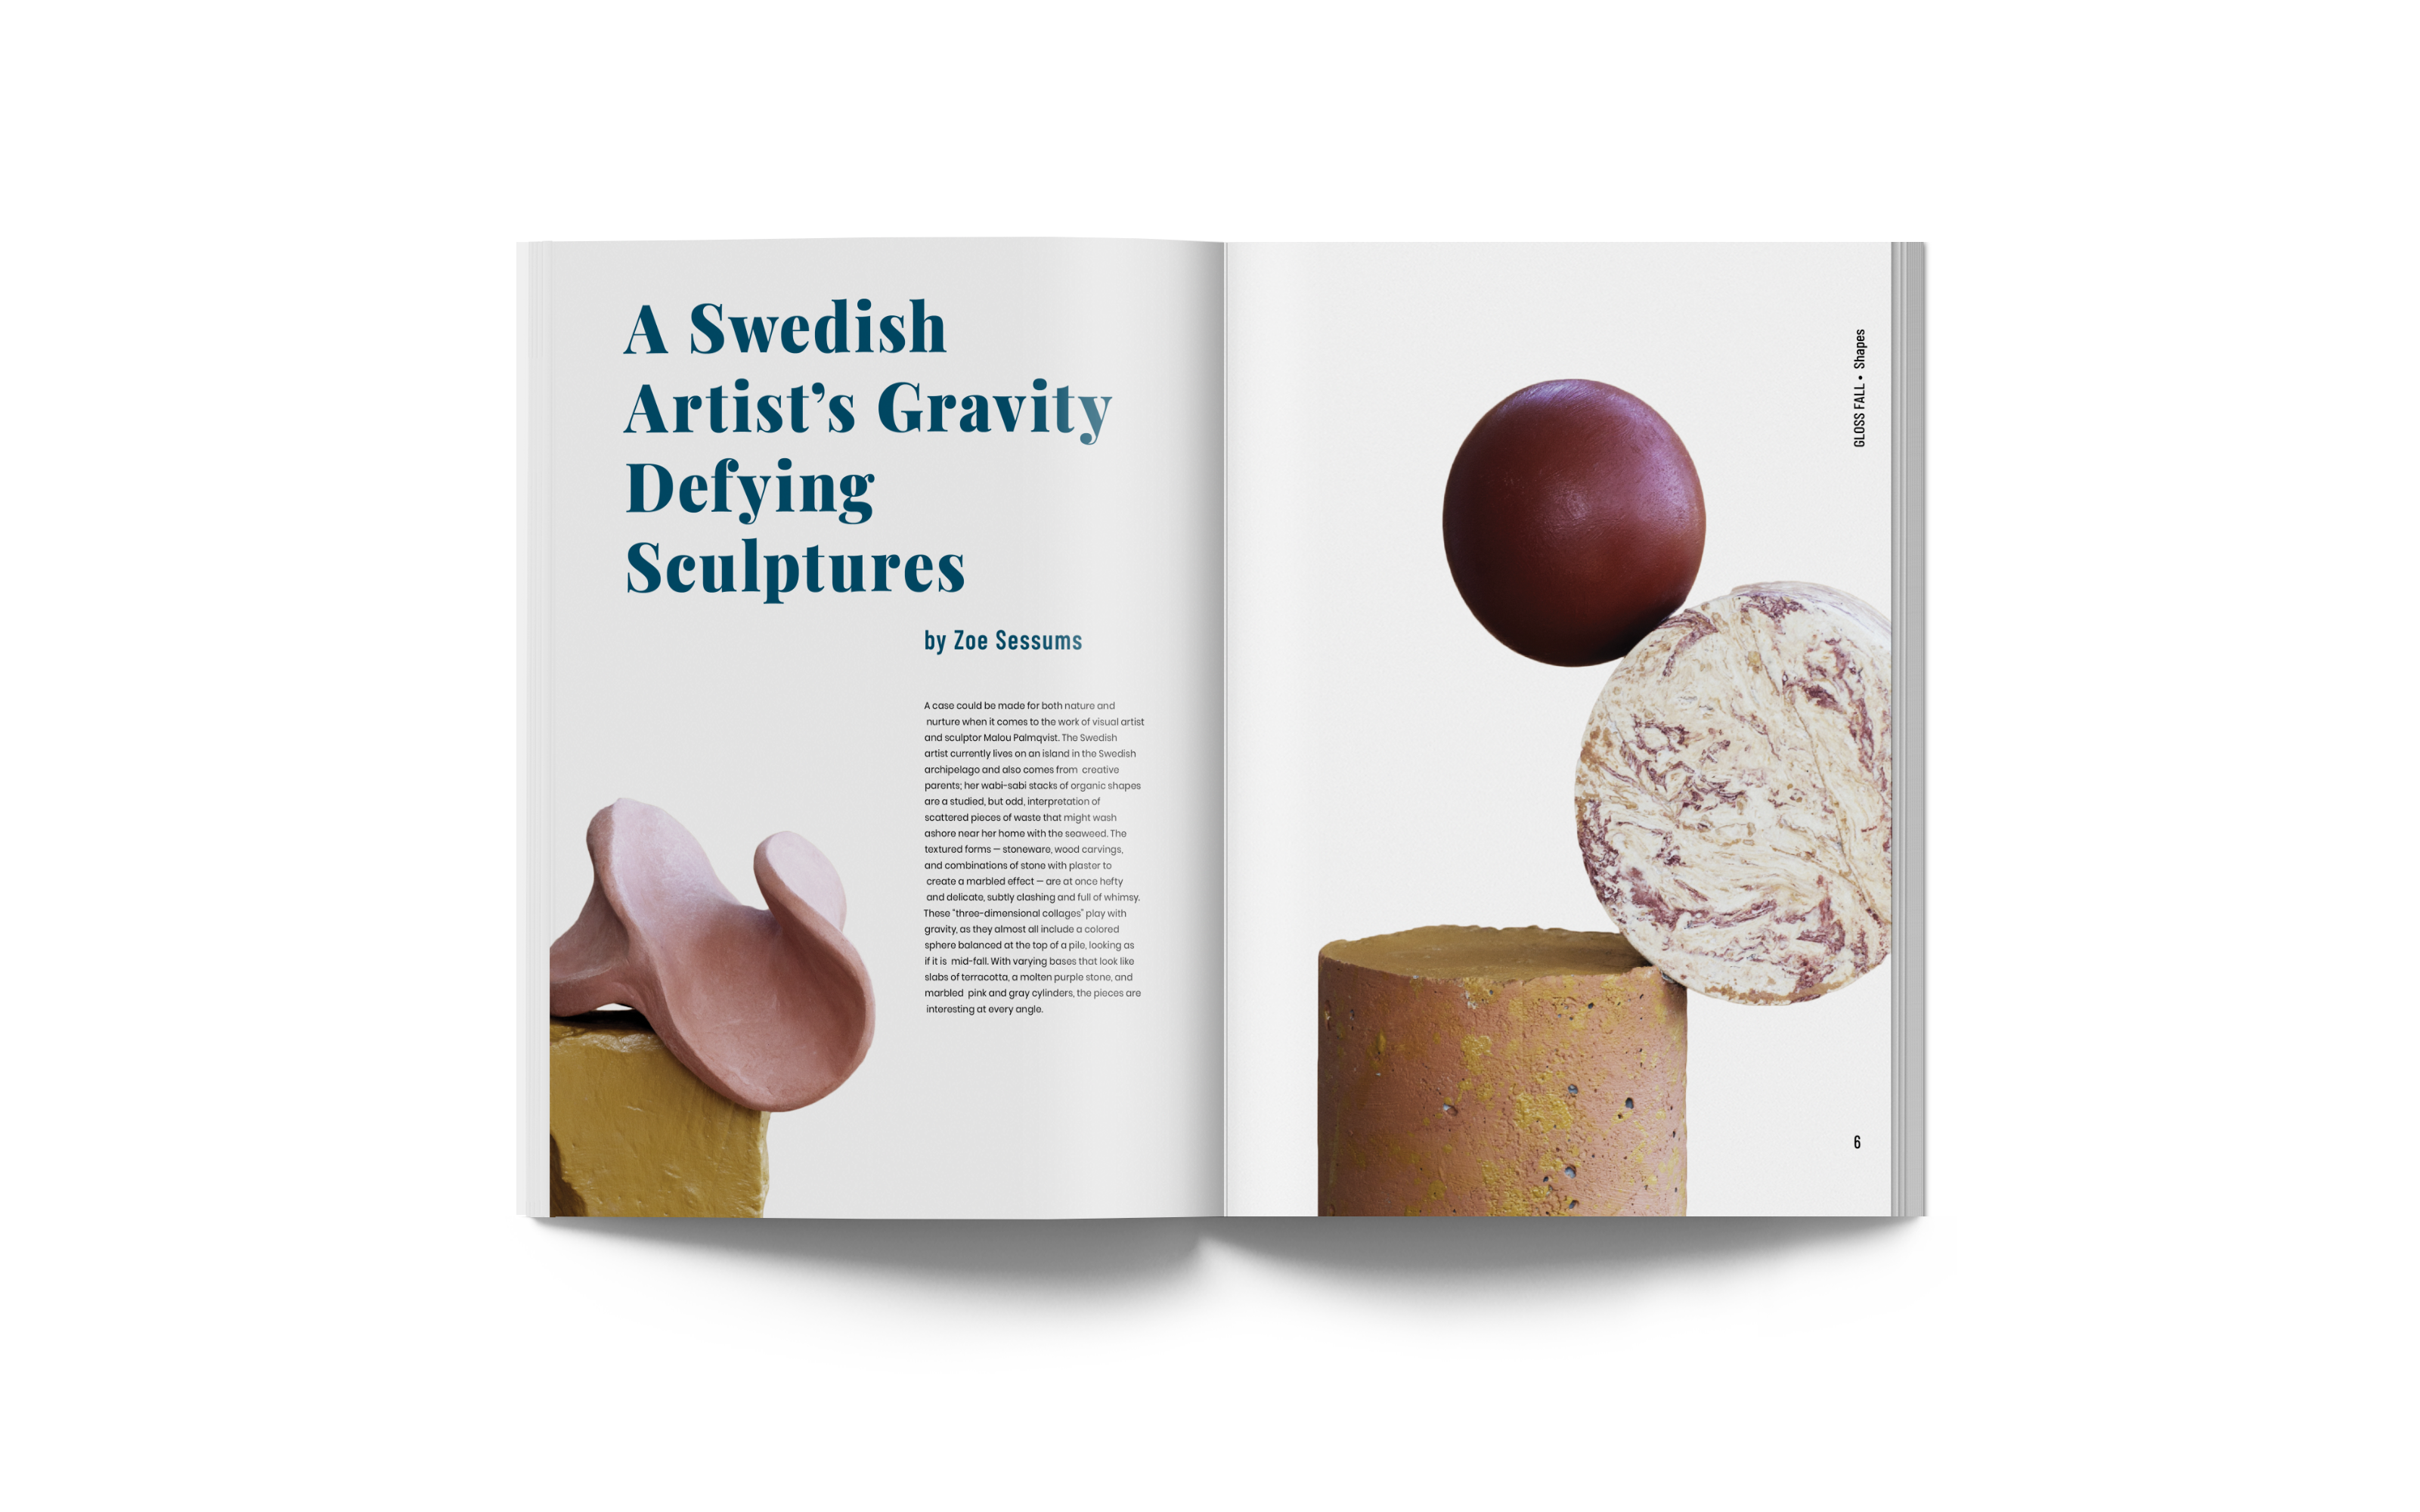 A Swedish
Artist’s Gravity
Defying
Sculptures
by Zoe Sessums
A case could be made for both nature and
nurture when it comes to the work of visual artist
and sculptor Malou Palmqvist. The Swedish
artist currently lives on an island in the Swedish
archipelago and also comes from creative
parents; her wabi-sabi stacks of organic shapes
are a studied, but odd, interpretation of
scattered pieces of waste that might wash
ashore near her home with the seaweed. The
textured forms — stoneware, wood carvings,
and combinations of stone with plaster to
create a marbled effect — are at once hefty
and delicate, subtly clashing and full of whimsy.
These "three-dimensional collages" play with
gravity, as they almost all include a colored
sphere balanced at the top of a pile, looking as
if it is mid-fall. With varying bases that look like
slabs of terracotta, a molten purple stone, and
marbled pink and gray cylinders, the pieces are
interesting at every angle.
GLOSS FALL • Shapes
6